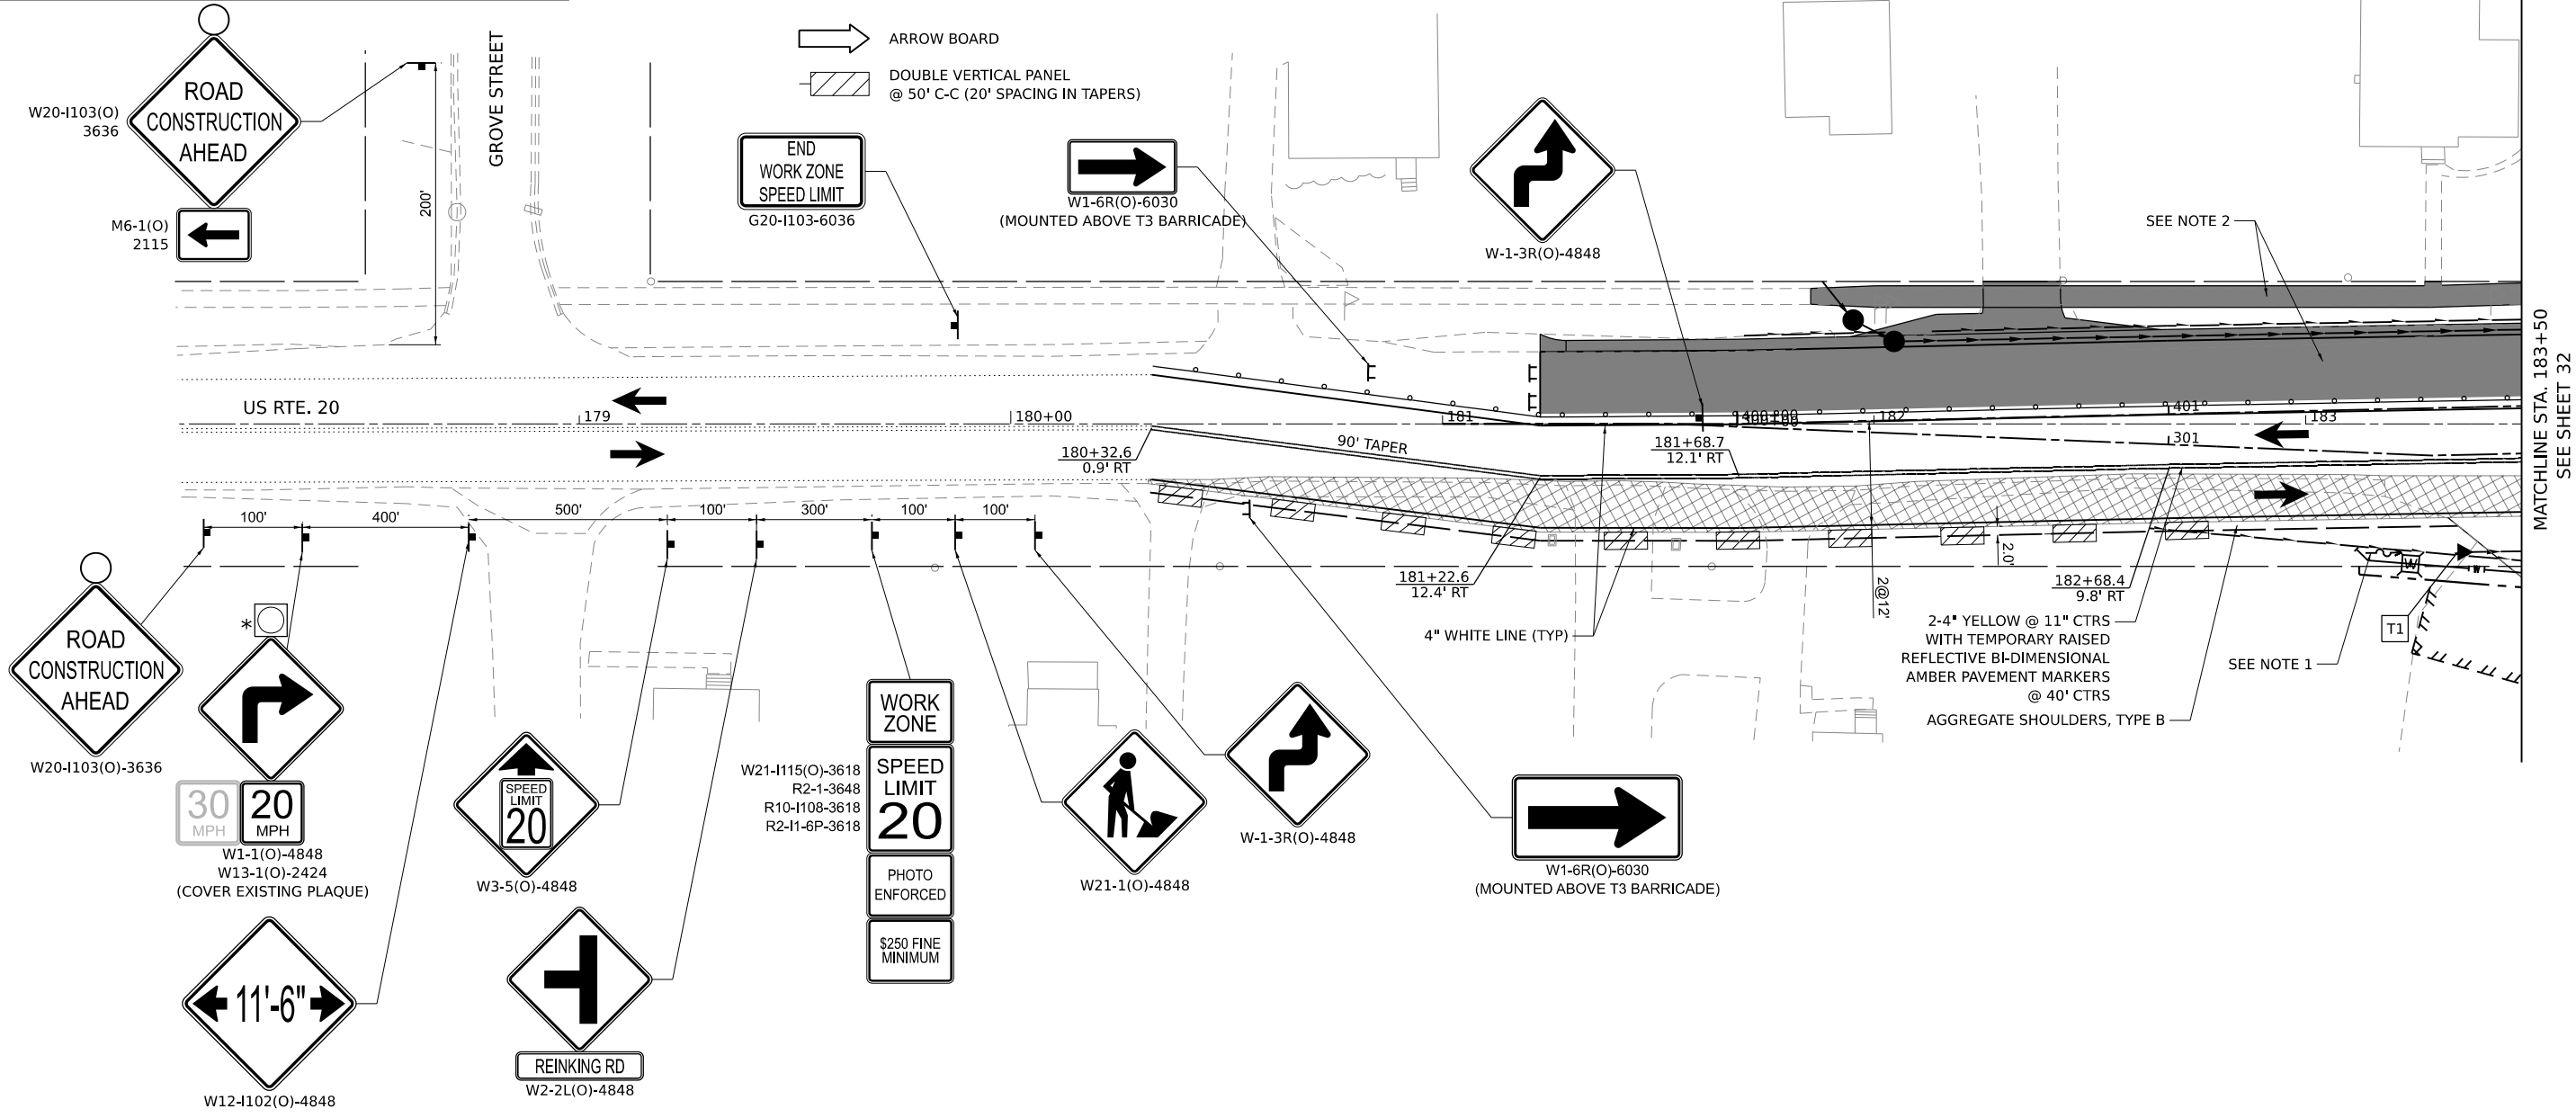 ARROW BOARD
DOUBLE VERTICAL PANEL
@ 50' C-C (20' SPACING IN TAPERS)
GROVE STREET
ROAD
CONSTRUCTION
AHEAD
W20-I103(O)
3636
M6-1(O)
2115
200'
END
WORK ZONE
SPEED LIMIT
G20-I103-6036
W1-6R(O)-6030
(MOUNTED ABOVE T3 BARRICADE)
W-1-3R(O)-4848
SEE NOTE 2
MATCHLINE STA. 183+50
SEE SHEET 32
US RTE. 20
179
180+00
181
182
401
183
301
180+32.6
0.9' RT
90' TAPER
181+68.7
12.1' RT
100'
400'
500'
100'
300'
100'
100'
181+22.6
12.4' RT
2@12'
2.0'
182+68.4
9.8' RT
4" WHITE LINE (TYP)
2-4" YELLOW @ 11" CTRS
WITH TEMPORARY RAISED
REFLECTIVE BI-DIMENSIONAL
AMBER PAVEMENT MARKERS
@ 40' CTRS
AGGREGATE SHOULDERS, TYPE B
SEE NOTE 1
T1
W
W
ROAD
CONSTRUCTION
AHEAD
W20-I103(O)-3636
*
30
MPH
20
MPH
W1-1(O)-4848
W13-1(O)-2424
(COVER EXISTING PLAQUE)
11'-6"
W12-I102(O)-4848
SPEED
LIMIT
20
W3-5(O)-4848
REINKING RD
W2-2L(O)-4848
WORK
ZONE
SPEED
LIMIT
20
PHOTO
ENFORCED
$250 FINE
MINIMUM
W21-I115(O)-3618
R2-1-3648
R10-I108-3618
R2-I1-6P-3618
W21-1(O)-4848
W-1-3R(O)-4848
W1-6R(O)-6030
(MOUNTED ABOVE T3 BARRICADE)